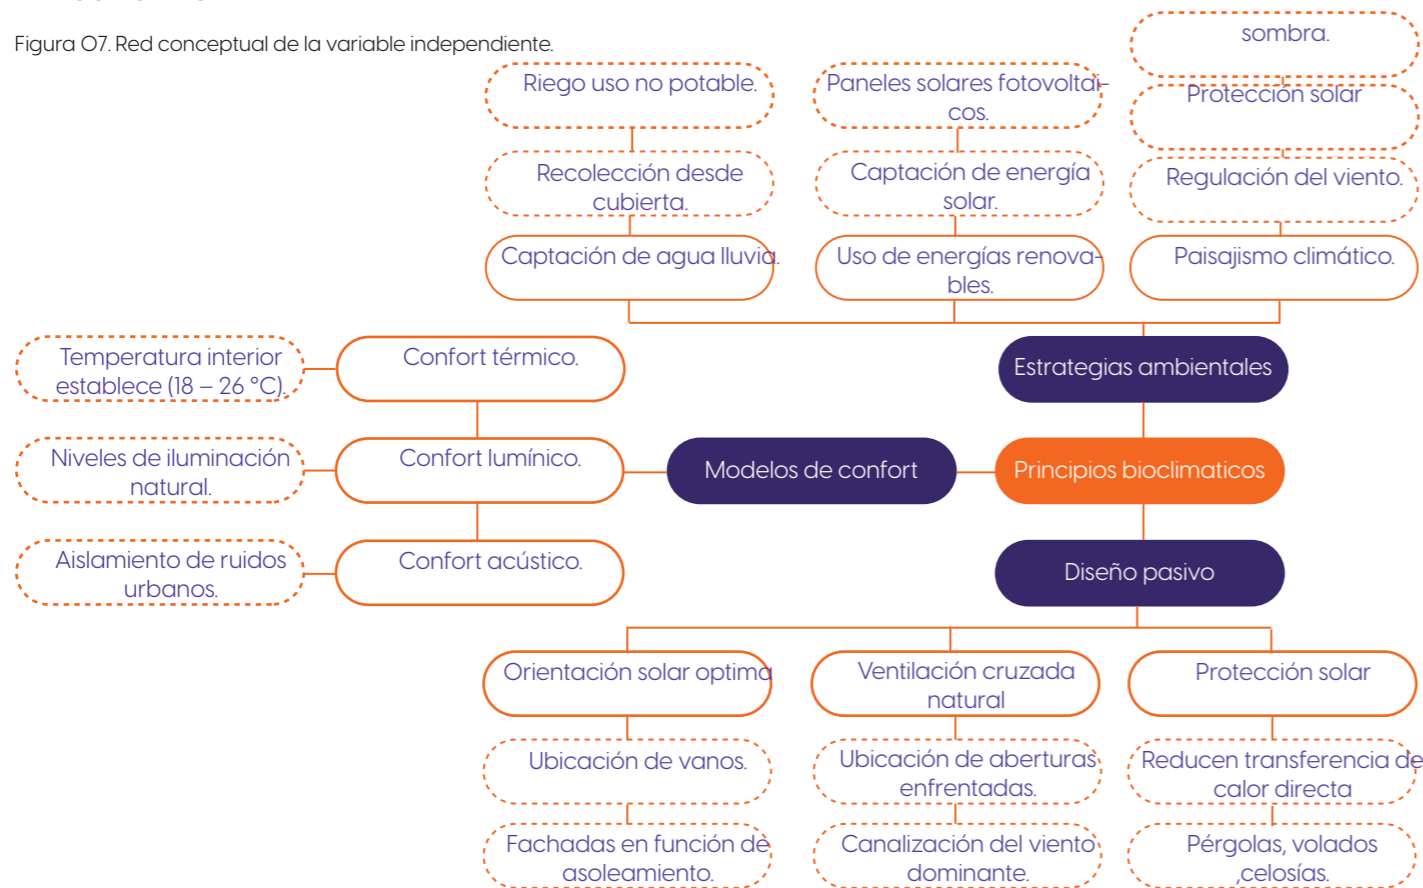 Figura 07. Red conceptual de la variable independiente.
sombra.
Riego uso no potable.
Paneles solares fotovoltai-
cos.
Protección solar
Recolección desde
cubierta.
Captación de energía
solar.
Regulación del viento.
Captación de agua lluvia.
Uso de energías renova-
bles.
Paisajismo climático.
Temperatura interior
establece (18 – 26 °C).
Confort térmico.
Estrategias ambientales
Niveles de iluminación
natural.
Confort lumínico.
Modelos de confort
Principios bioclimaticos
Aislamiento de ruidos
urbanos.
Confort acústico.
Diseño pasivo
Orientación solar optima
Ventilación cruzada
natural
Protección solar
Ubicación de vanos.
Ubicación de aberturas
enfrentadas.
Reducen transferencia de
calor directa
Fachadas en función de
asoleamiento.
Canalización del viento
dominante.
Pérgolas, volados
,celosías.